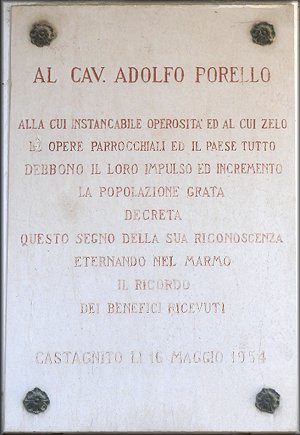 AL CAV. ADOLFO PORELLO
ALLA CUI INSTANCABILE OPEROSITA' ED AL CUI ZELO
LE OPERE PARROCCHIALI ED IL PAESE TUTTO
DEBBONO IL LORO IMPULSO ED INCREMENTO
LA POPOLAZIONE GRATA
DECRETA
QUESTO SEGNO DELLA SUA RICONOSCENZA
ETERNANDO NEL MARMO
IL RICORDO
DEI BENEFICI RICEVUTI
CASTAGNITO LI 16 MAGGIO 1954